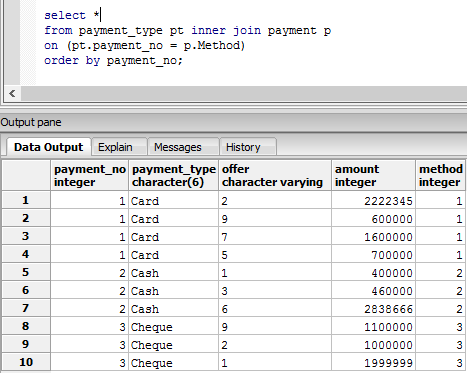 select *
from payment_type pt inner join payment p
on (pt.payment_no = p.Method)
order by payment_no;
Output pane
Data Output Explain Messages History
payment_no payment_type offer amount method
integer character(6) character varying integer integer
1 1 Card 2 2222345 1
2 1 Card 9 600000 1
3 1 Card 7 1600000 1
4 1 Card 5 700000 1
5 2 Cash 1 400000 2
6 2 Cash 3 460000 2
7 2 Cash 6 2838666 2
8 3 Cheque 9 1100000 3
9 3 Cheque 2 1000000 3
10 3 Cheque 1 1999999 3